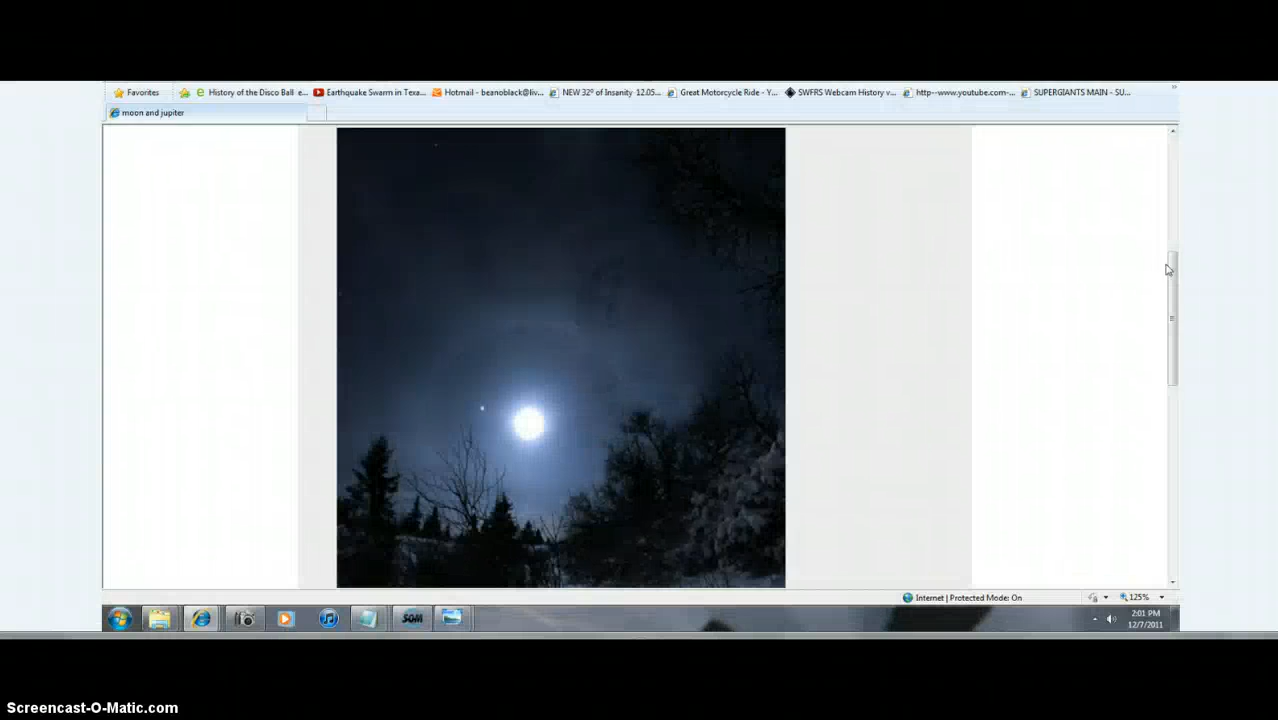 Favorites
History of the Disco Ball e...
Earthquake Swarm in Texa...
Hotmail - beanoblack@liv...
NEW 32º of Insanity 12.05...
Great Motorcycle Ride - Y...
SWFRS Webcam History v...
http--www.youtube.com-...
SUPERGIANTS MAIN - SU...
moon and jupiter
Internet | Protected Mode: On
125%
SOM
2:01 PM
12/7/2011
Screencast-O-Matic.com